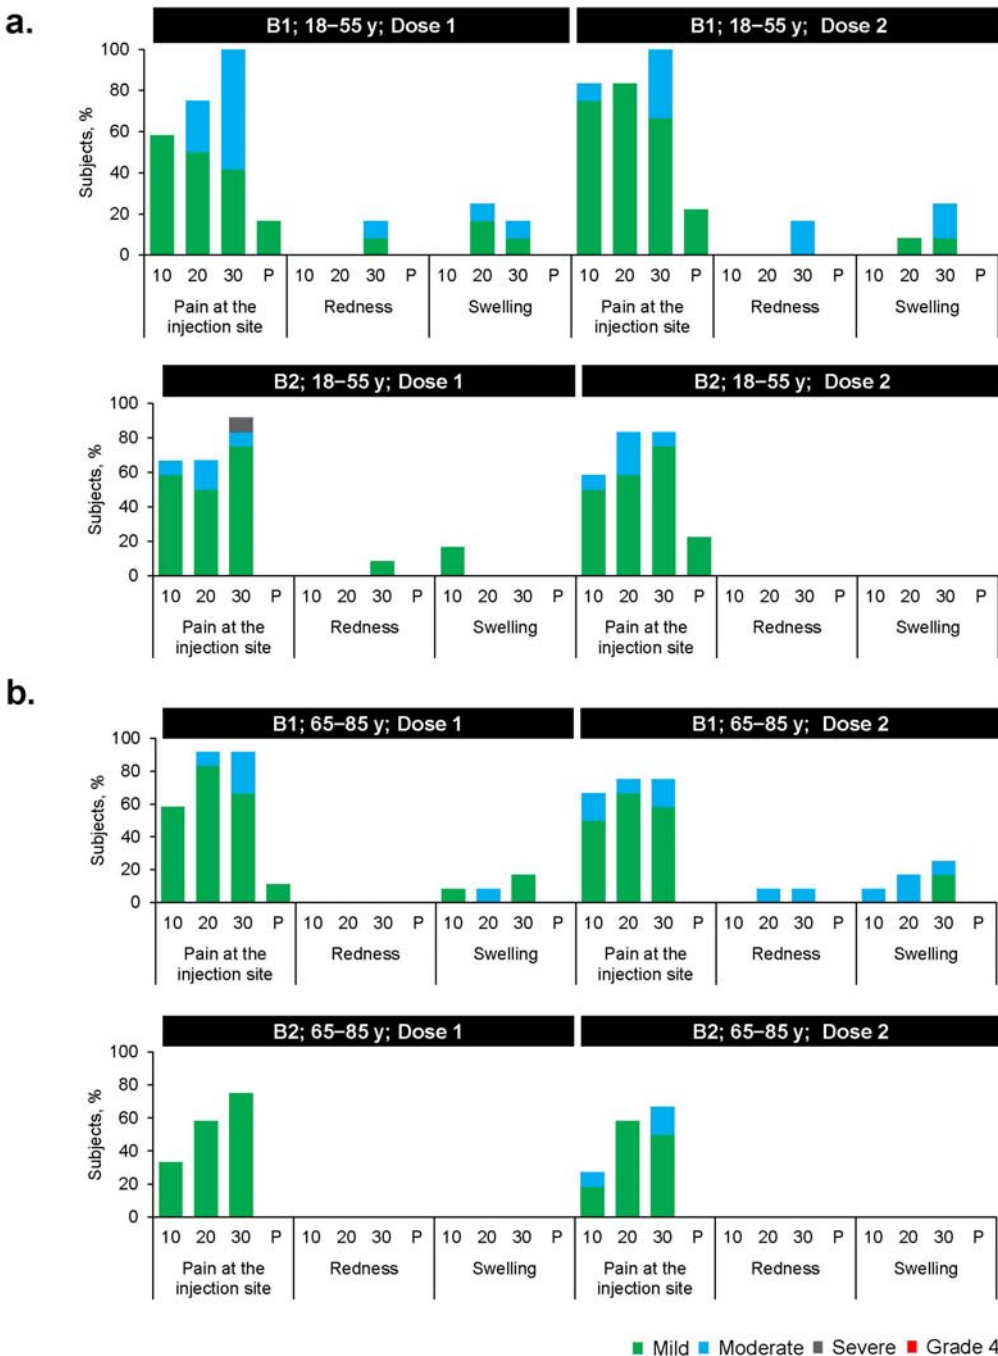 a.
B1; 18–55 y; Dose 1
B1; 18–55 y; Dose 2
Subjects, %
100
80
60
40
20
0
10 20 30 P 10 20 30 P 10 20 30 P 10 20 30 P 10 20 30 P 10 20 30 P
Pain at the injection site
Redness
Swelling
Pain at the injection site
Redness
Swelling
B2; 18–55 y; Dose 1
B2; 18–55 y; Dose 2
Subjects, %
100
80
60
40
20
0
10 20 30 P 10 20 30 P 10 20 30 P 10 20 30 P 10 20 30 P 10 20 30 P
Pain at the injection site
Redness
Swelling
Pain at the injection site
Redness
Swelling
b.
B1; 65–85 y; Dose 1
B1; 65–85 y; Dose 2
Subjects, %
100
80
60
40
20
0
10 20 30 P 10 20 30 P 10 20 30 P 10 20 30 P 10 20 30 P 10 20 30 P
Pain at the injection site
Redness
Swelling
Pain at the injection site
Redness
Swelling
B2; 65–85 y; Dose 1
B2; 65–85 y; Dose 2
Subjects, %
100
80
60
40
20
0
10 20 30 P 10 20 30 P 10 20 30 P 10 20 30 P 10 20 30 P 10 20 30 P
Pain at the injection site
Redness
Swelling
Pain at the injection site
Redness
Swelling
Mild Moderate Severe Grade 4